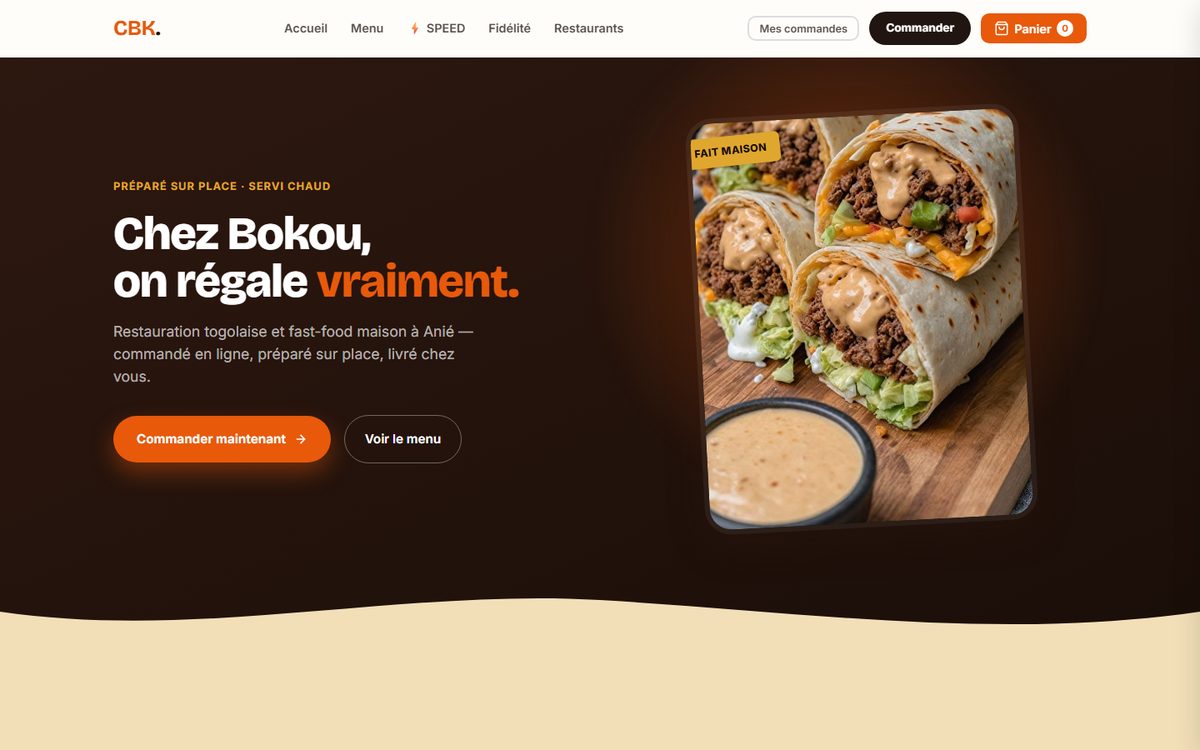 CBK.
Accueil
Menu
SPEED
Fidélité
Restaurants
Mes commandes
Commander
Panier 0
PRÉPARÉ SUR PLACE · SERVI CHAUD
Chez Bokou,
on régale vraiment.
Restauration togolaise et fast-food maison à Anié —
commandé en ligne, préparé sur place, livré chez
vous.
Commander maintenant →
Voir le menu
FAIT MAISON